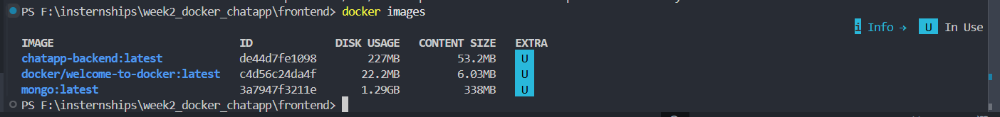 PS F:\insternships\week2_docker_chatapp\frontend> docker images
i Info → U In Use
IMAGE ID DISK USAGE CONTENT SIZE EXTRA
chatapp-backend:latest de44d7fe1098 227MB 53.2MB U
docker/welcome-to-docker:latest c4d56c24da4f 22.2MB 6.03MB U
mongo:latest 3a7947f3211e 1.29GB 338MB U
PS F:\insternships\week2_docker_chatapp\frontend>